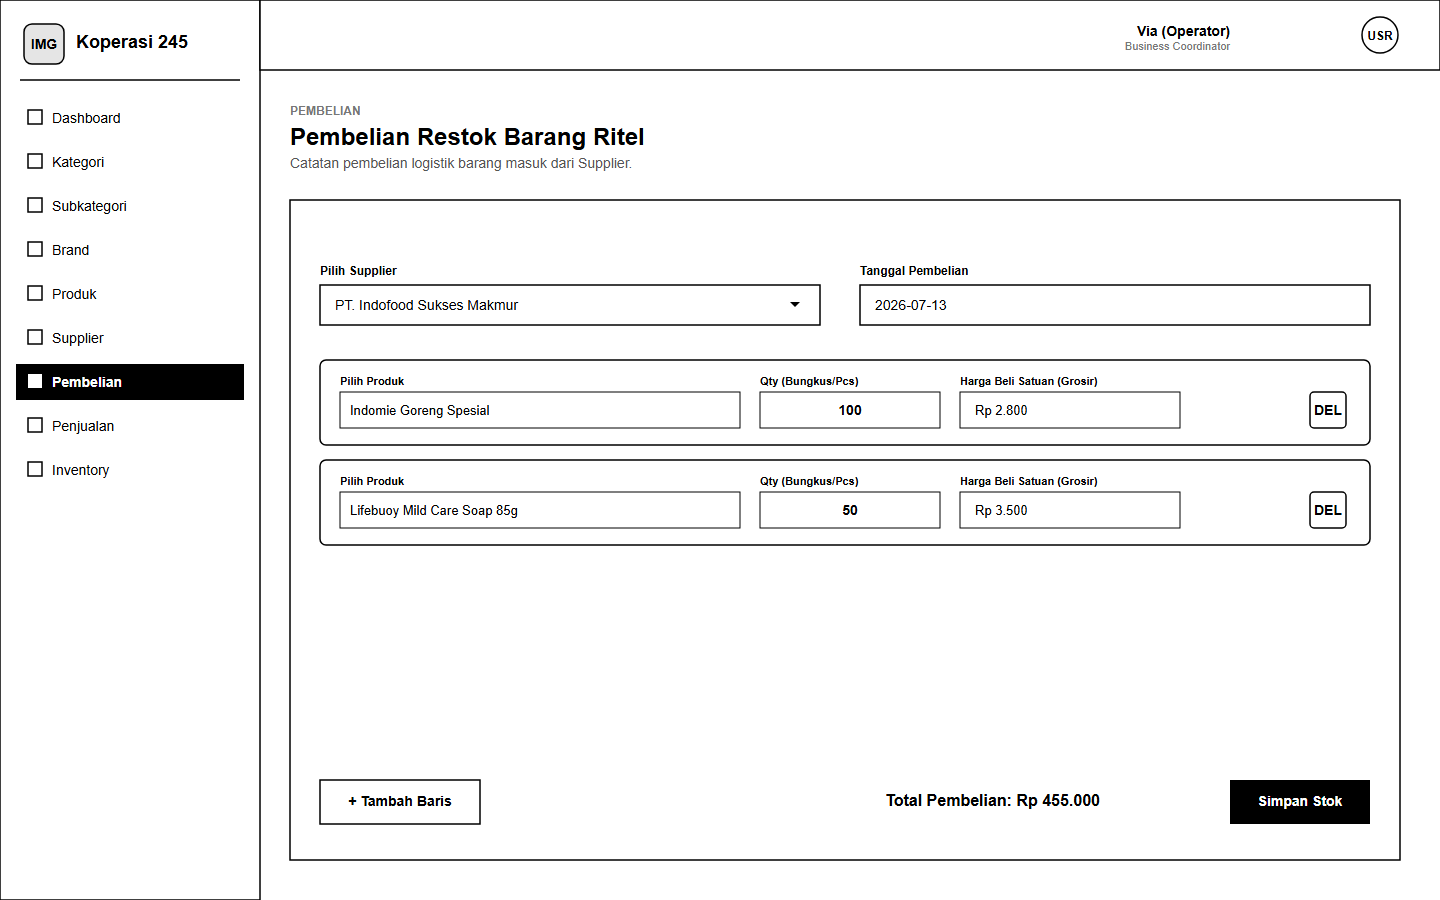 IMG
Koperasi 245
Via (Operator)
Business Coordinator
USR
Dashboard
Kategori
Subkategori
Brand
Produk
Supplier
Pembelian
Penjualan
Inventory
PEMBELIAN
Pembelian Restok Barang Ritel
Catatan pembelian logistik barang masuk dari Supplier.
Pilih Supplier
Tanggal Pembelian
PT. Indofood Sukses Makmur
2026-07-13
Pilih Produk
Qty (Bungkus/Pcs)
Harga Beli Satuan (Grosir)
Indomie Goreng Spesial
100
Rp 2.800
DEL
Pilih Produk
Qty (Bungkus/Pcs)
Harga Beli Satuan (Grosir)
Lifebuoy Mild Care Soap 85g
50
Rp 3.500
DEL
+ Tambah Baris
Total Pembelian: Rp 455.000
Simpan Stok